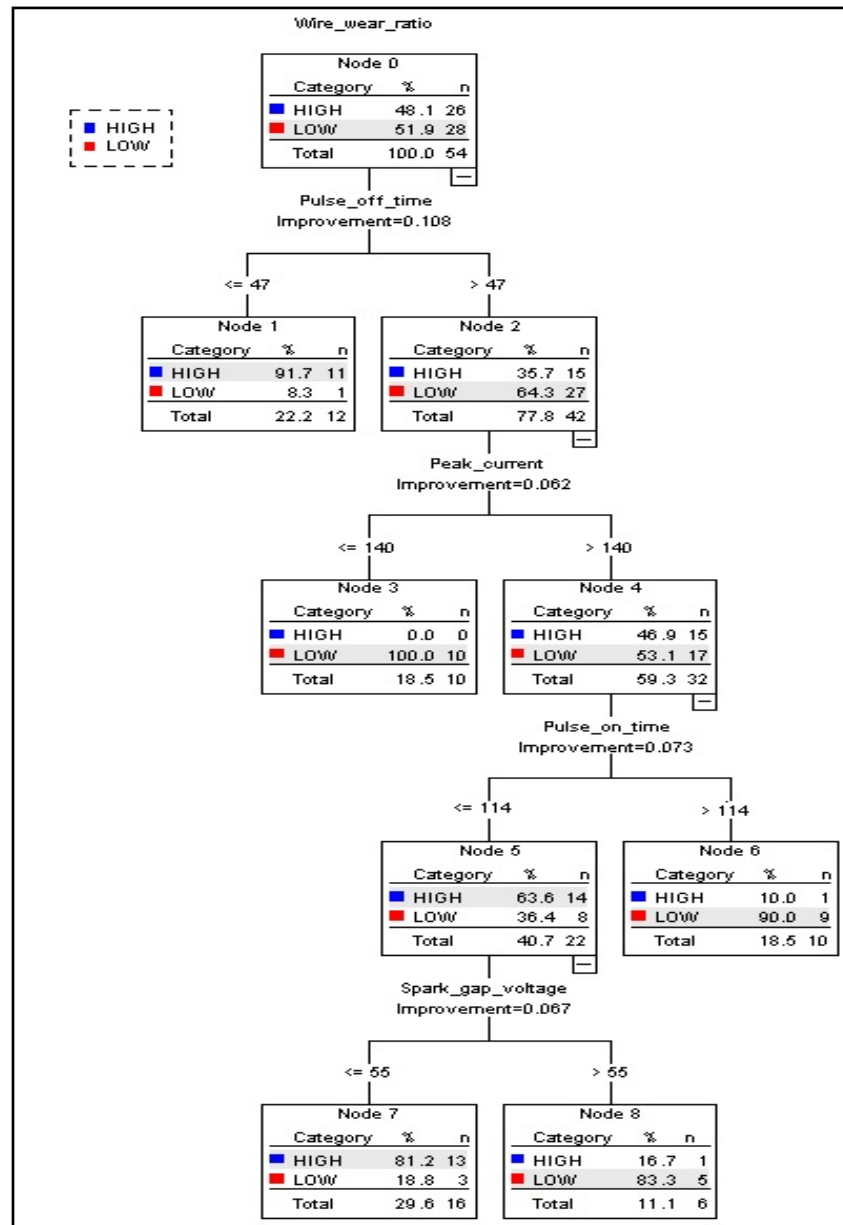 Wire_wear_ratio
HIGH
LOW
Node 0
Category % n
HIGH 48.1 26
LOW 51.9 28
Total 100.0 54
Pulse_off_time
Improvement=0.108
<= 47
> 47
Node 1
Category % n
HIGH 91.7 11
LOW 8.3 1
Total 22.2 12
Node 2
Category % n
HIGH 35.7 15
LOW 64.3 27
Total 77.8 42
Peak_current
Improvement=0.062
<= 140
> 140
Node 3
Category % n
HIGH 0.0 0
LOW 100.0 10
Total 18.5 10
Node 4
Category % n
HIGH 46.9 15
LOW 53.1 17
Total 59.3 32
Pulse_on_time
Improvement=0.073
<= 114
> 114
Node 5
Category % n
HIGH 63.6 14
LOW 36.4 8
Total 40.7 22
Node 6
Category % n
HIGH 10.0 1
LOW 90.0 9
Total 18.5 10
Spark_gap_voltage
Improvement=0.067
<= 55
> 55
Node 7
Category % n
HIGH 81.2 13
LOW 18.8 3
Total 29.6 16
Node 8
Category % n
HIGH 16.7 1
LOW 83.3 5
Total 11.1 6